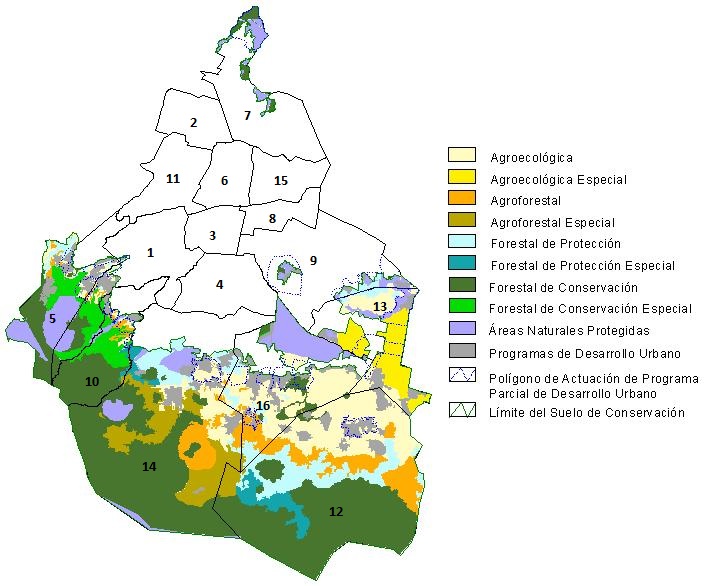 7
2
11
6
15
8
3
1
9
4
13
5
10
16
14
12
Agroecológica
Agroecológica Especial
Agroforestal
Agroforestal Especial
Forestal de Protección
Forestal de Protección Especial
Forestal de Conservación
Forestal de Conservación Especial
Áreas Naturales Protegidas
Programas de Desarrollo Urbano
Polígono de Actuación de Programa
Parcial de Desarrollo Urbano
Límite del Suelo de Conservación